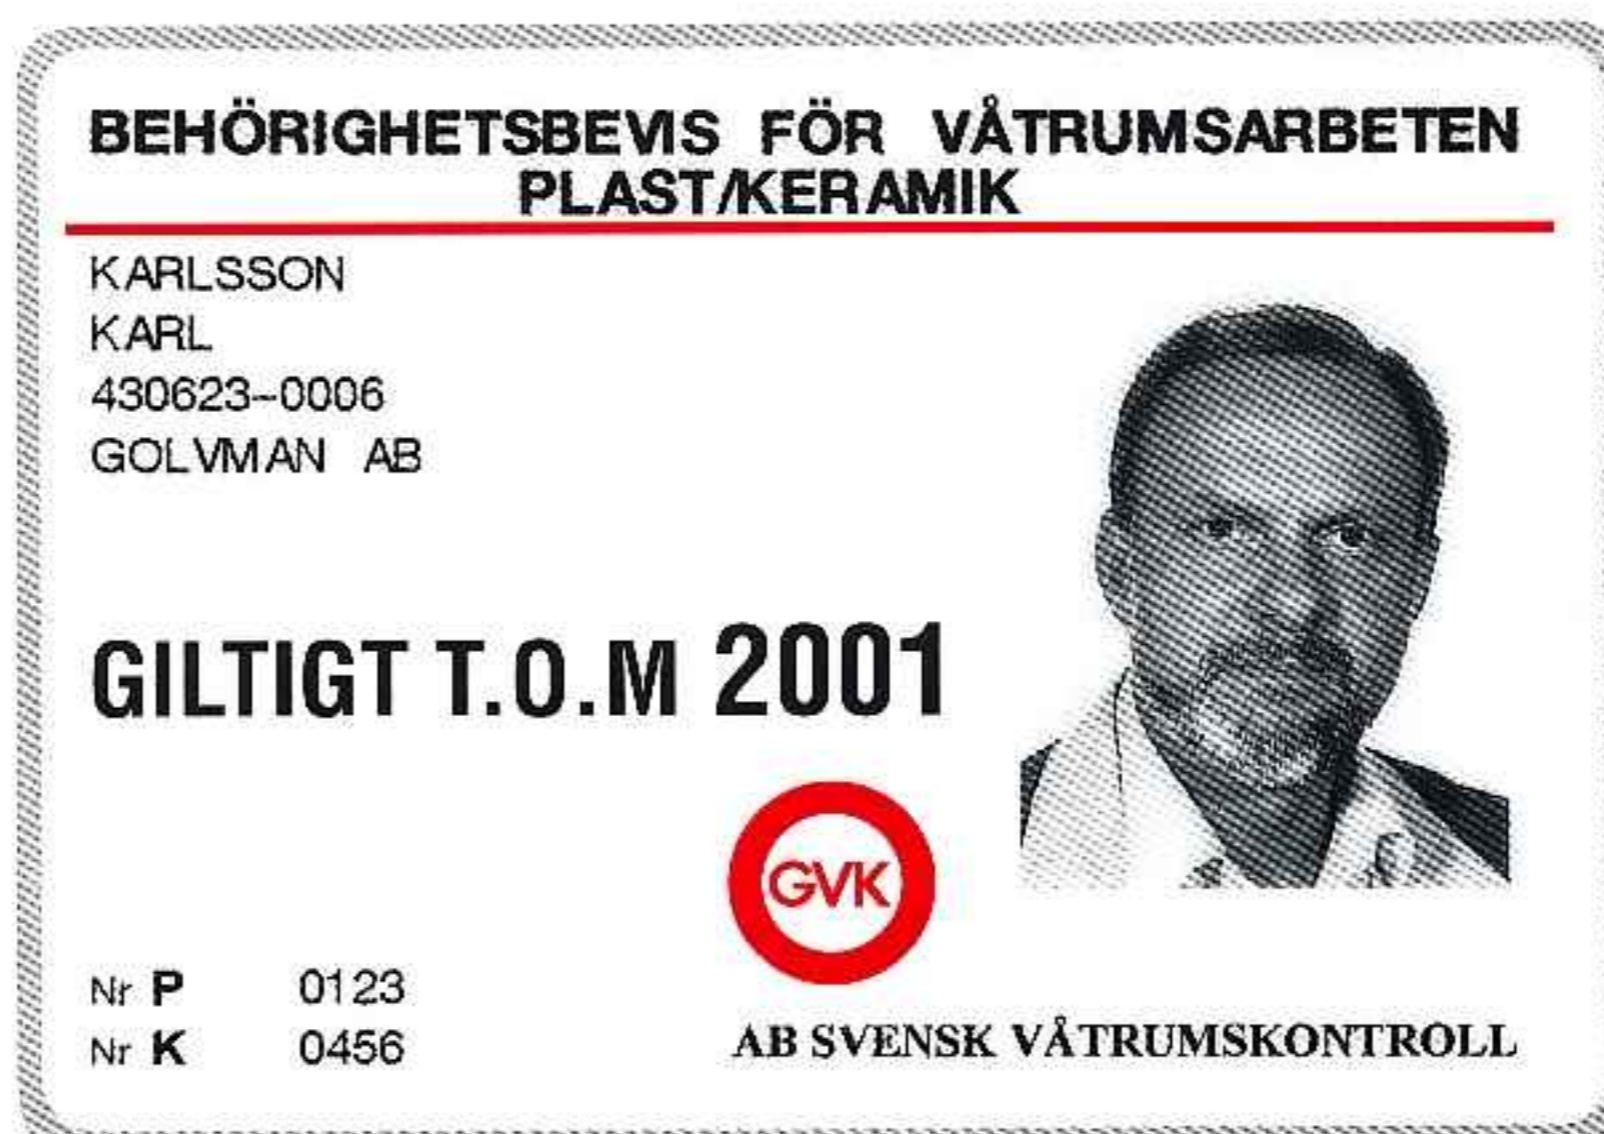 BEHÖRIGHETSBEVIS FÖR VÅTRUMSARBETEN
PLAST/KERAMIK
KARLSSON
KARL
430623-0006
GOLVMAN AB
GILTIGT T.O.M 2001
GVK
Nr P 0123
Nr K 0456
AB SVENSK VÅTRUMSKONTROLL